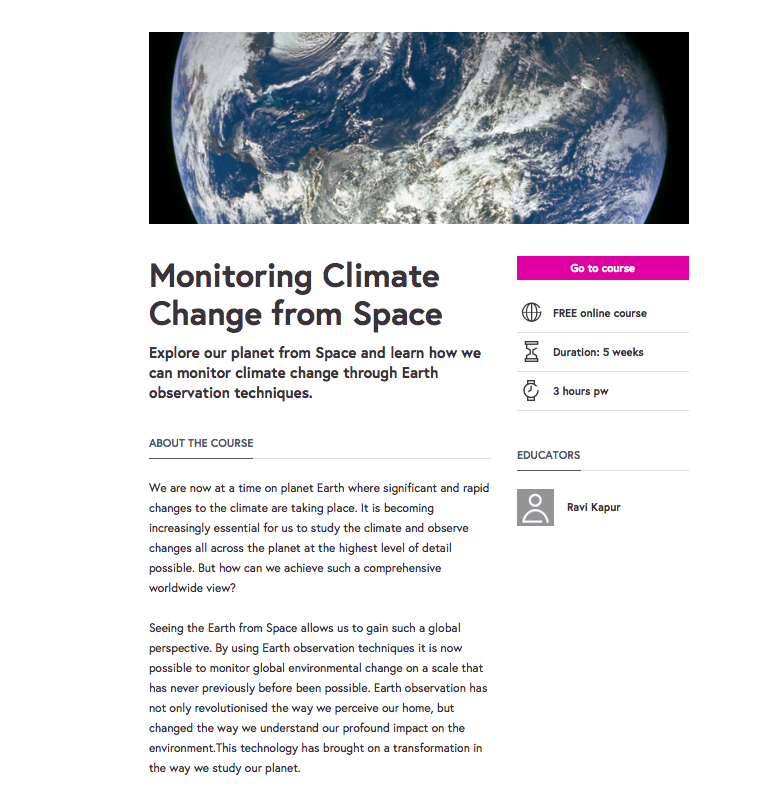 Monitoring Climate
Change from Space
Explore our planet from Space and learn how we
can monitor climate change through Earth
observation techniques.
ABOUT THE COURSE
We are now at a time on planet Earth where significant and rapid
changes to the climate are taking place. It is becoming
increasingly essential for us to study the climate and observe
changes all across the planet at the highest level of detail
possible. But how can we achieve such a comprehensive
worldwide view?
Seeing the Earth from Space allows us to gain such a global
perspective. By using Earth observation techniques it is now
possible to monitor global environmental change on a scale that
has never previously before been possible. Earth observation has
not only revolutionised the way we perceive our home, but
changed the way we understand our profound impact on the
environment.This technology has brought on a transformation in
the way we study our planet.
Go to course
FREE online course
Duration: 5 weeks
3 hours pw
EDUCATORS
Ravi Kapur